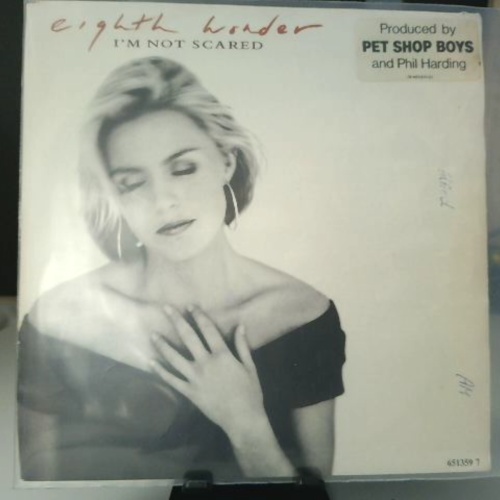 eighth wonder
I'M NOT SCARED
Produced by
PET SHOP BOYS
and Phil Harding
651359 7